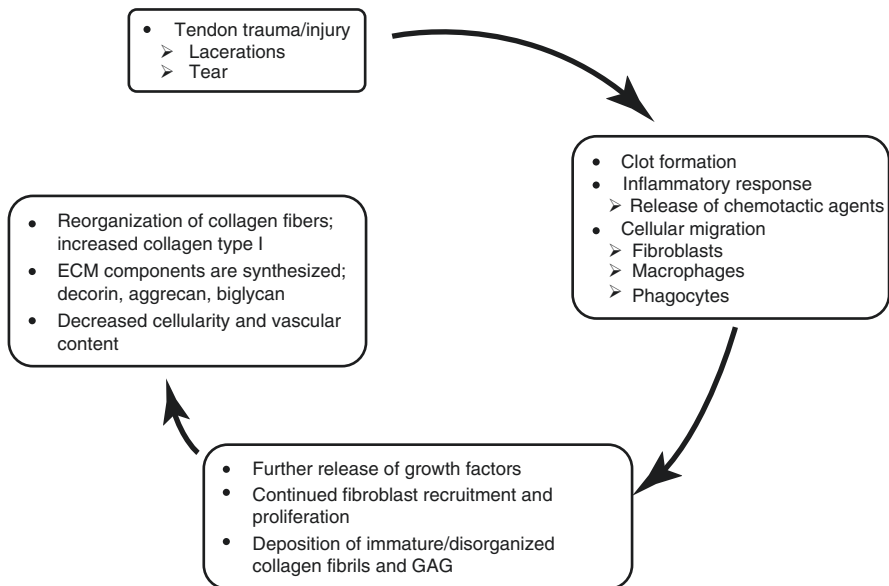 • Tendon trauma/injury
➢ Lacerations
➢ Tear
• Clot formation
• Inflammatory response
➢ Release of chemotactic agents
• Cellular migration
➢ Fibroblasts
➢ Macrophages
➢ Phagocytes
• Further release of growth factors
• Continued fibroblast recruitment and
proliferation
• Deposition of immature/disorganized
collagen fibrils and GAG
• Reorganization of collagen fibers;
increased collagen type I
• ECM components are synthesized;
decorin, aggrecan, biglycan
• Decreased cellularity and vascular
content